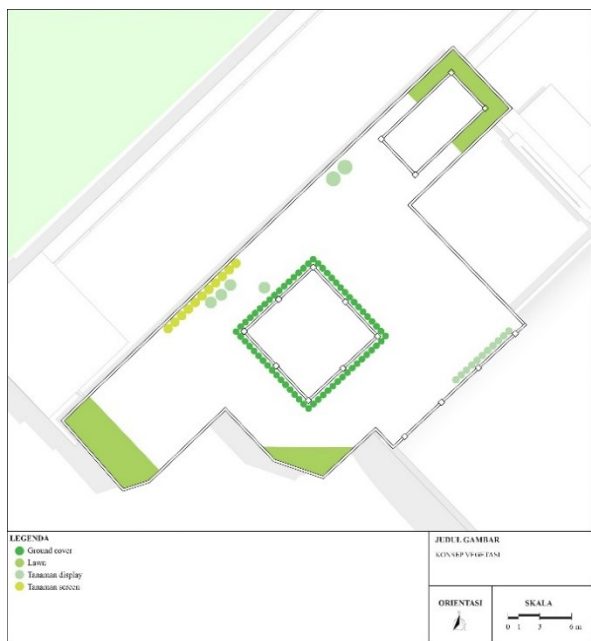 LEGENDA
Ground cover
Lawn
Tanaman display
Tanaman screen
JUDUL GAMBAR
KONSEP VEGETASI
ORIENTASI
SKALA
0 1 3 6 m